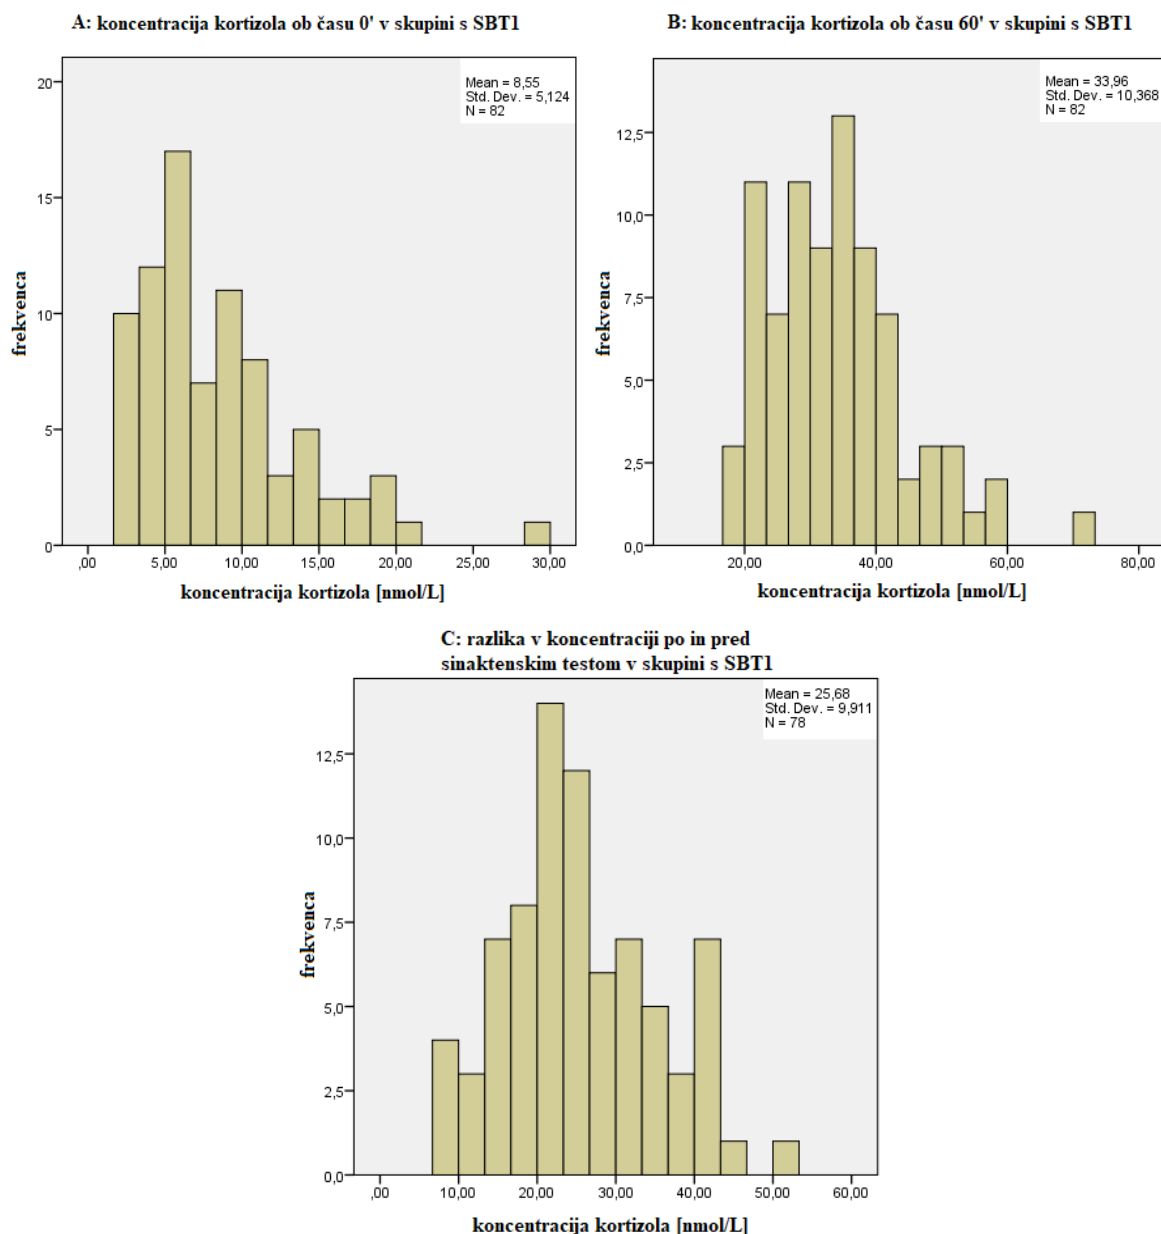 A: koncentracija kortizola ob času 0' v skupini s SBT1
Mean = 8,55
Std. Dev. = 5,124
N = 82
20
15
10
5
0
frekvenca
,00 5,00 10,00 15,00 20,00 25,00 30,00
koncentracija kortizola [nmol/L]
B: koncentracija kortizola ob času 60' v skupini s SBT1
Mean = 33,96
Std. Dev. = 10,368
N = 82
12,5
10,0
7,5
5,0
2,5
0,0
frekvenca
20,00 40,00 60,00 80,00
koncentracija kortizola [nmol/L]
C: razlika v koncentraciji po in pred
sinaktenskim testom v skupini s SBT1
Mean = 25,68
Std. Dev. = 9,911
N = 78
12,5
10,0
7,5
5,0
2,5
0,0
frekvenca
,00 10,00 20,00 30,00 40,00 50,00 60,00
koncentracija kortizola [nmol/L]